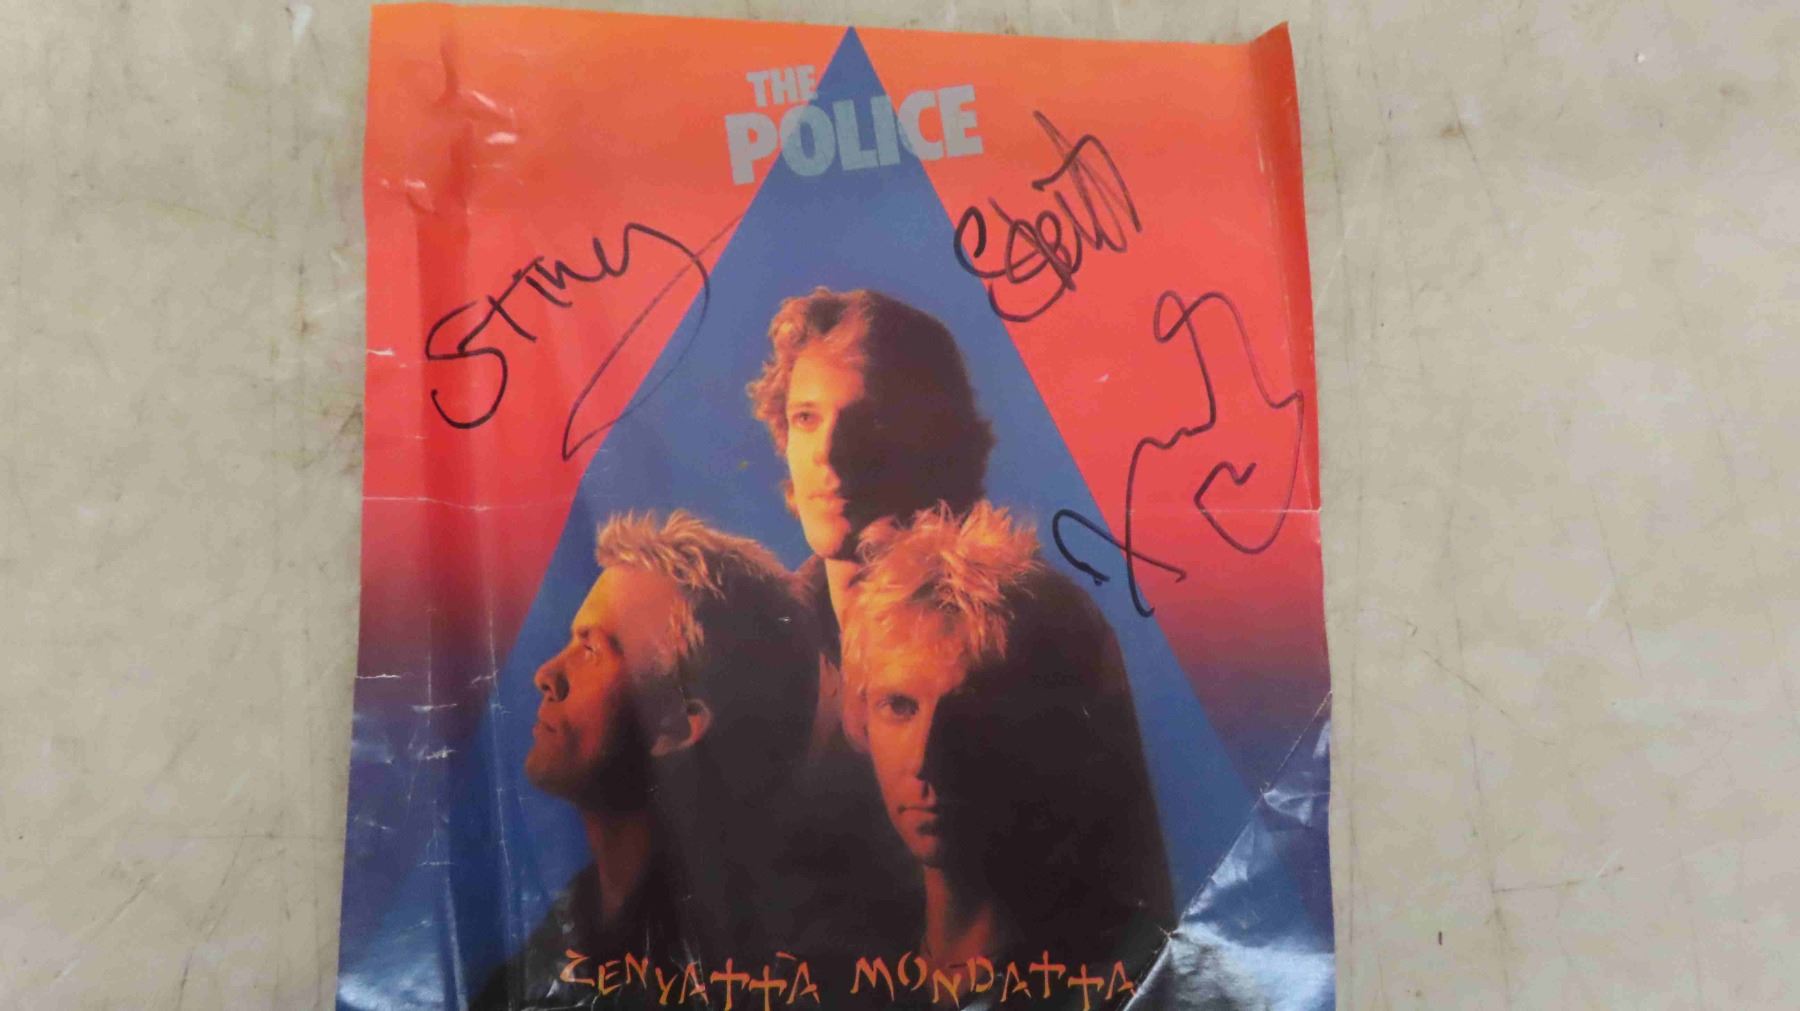 THE
POLICE
Sting
ZENYATTA MONDATTA